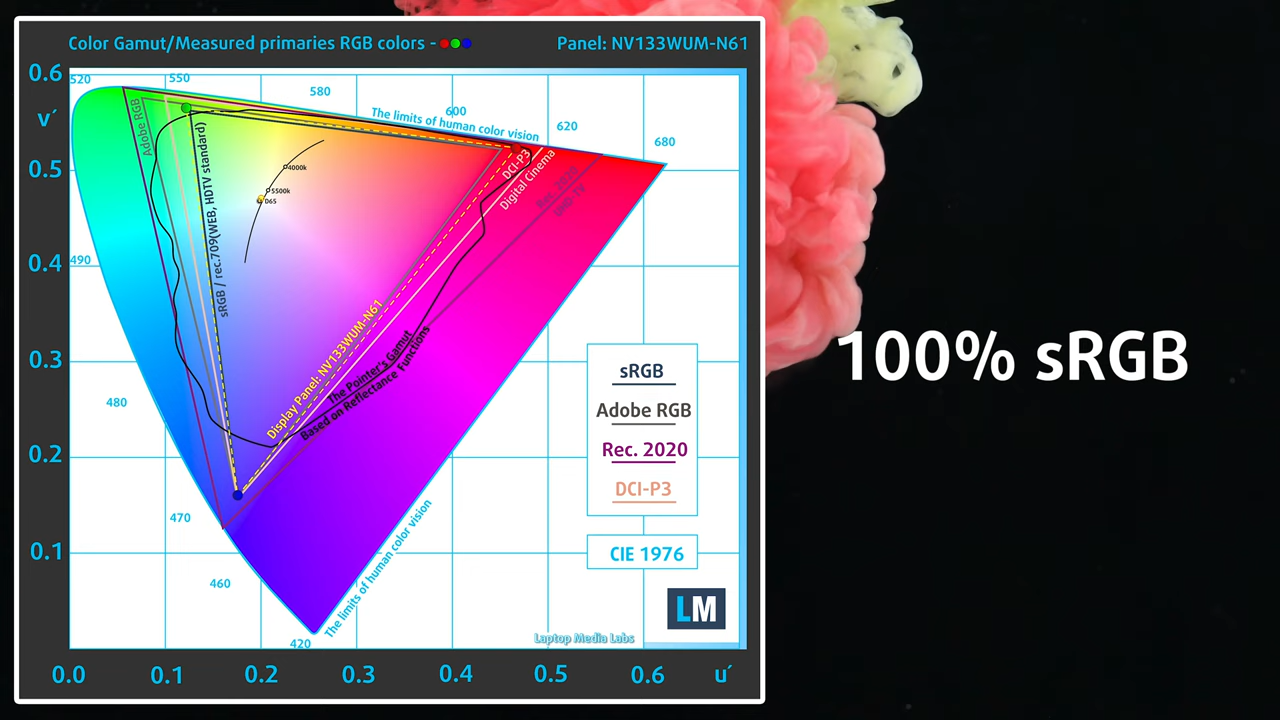 Color Gamut/Measured primaries RGB colors -
Panel: NV133WUM-N61
0.6
520
550
580
600
620
680
v´
The limits of human color vision
Adobe RGB
sRGB / rec.709(WEB, HDTV standard)
DCI-P3
Digital Cinema
Rec. 2020
UHD-TV
0.5
4000k
5500k
D65
0.4
490
Display Panel: NV133WUM-N61
The Pointer's Gamut
Based on Reflectance Functions
0.3
100% sRGB
sRGB
Adobe RGB
Rec. 2020
DCI-P3
480
0.2
470
The limits of human color vision
0.1
CIE 1976
460
420
LM
Laptop Media Labs
0.0
0.1
0.2
0.3
0.4
0.5
0.6
u´